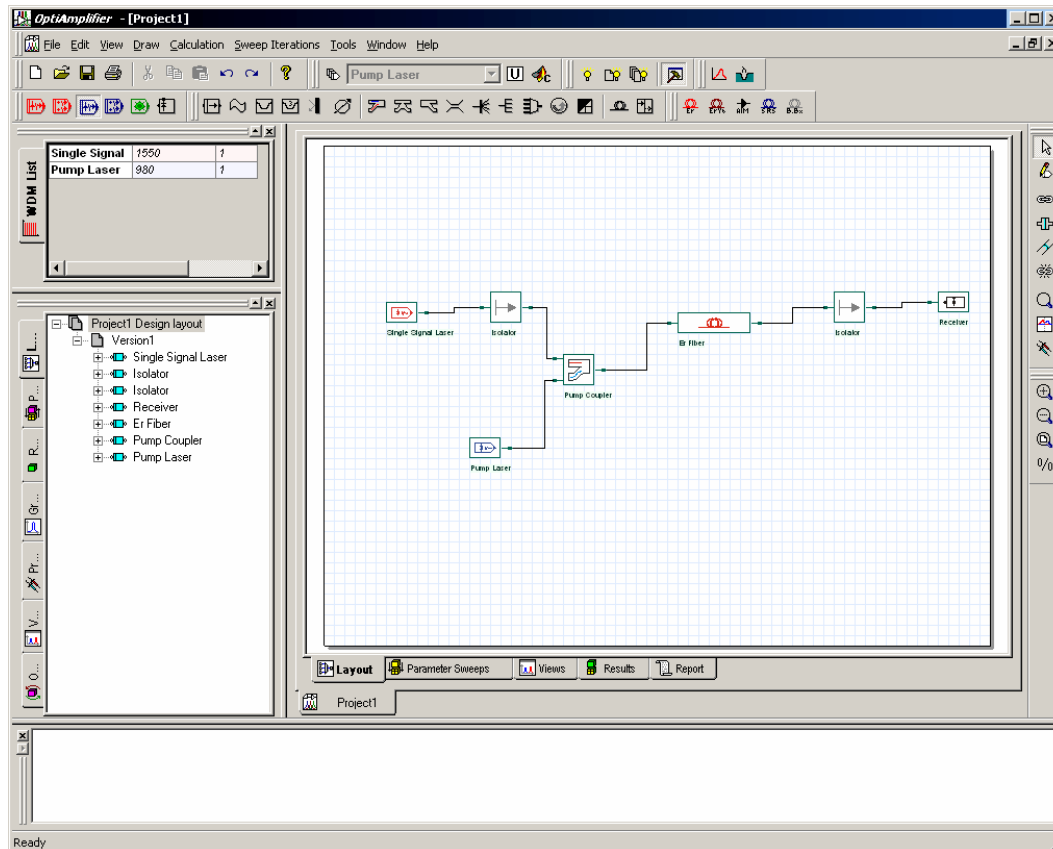 OptiAmplifier - [Project1]
File Edit View Draw Calculation Sweep Iterations Tools Window Help
Pump Laser
Single Signal 1550 1
Pump Laser 980 1
WDM List
Project1 Design layout
Version1
Single Signal Laser
Isolator
Isolator
Receiver
Er Fiber
Pump Coupler
Pump Laser
L...
P...
R...
Gr...
Pr...
V...
O...
Single Signal Laser
Isolator
Pump Coupler
Pump Laser
Er Fiber
Isolator
Receiver
Layout Parameter Sweeps Views Results Report
Project1
Ready